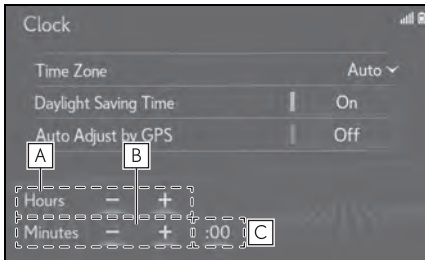 Clock
Time Zone Auto
Daylight Saving Time On
Auto Adjust by GPS Off
A B
Hours − +
Minutes − + :00 C